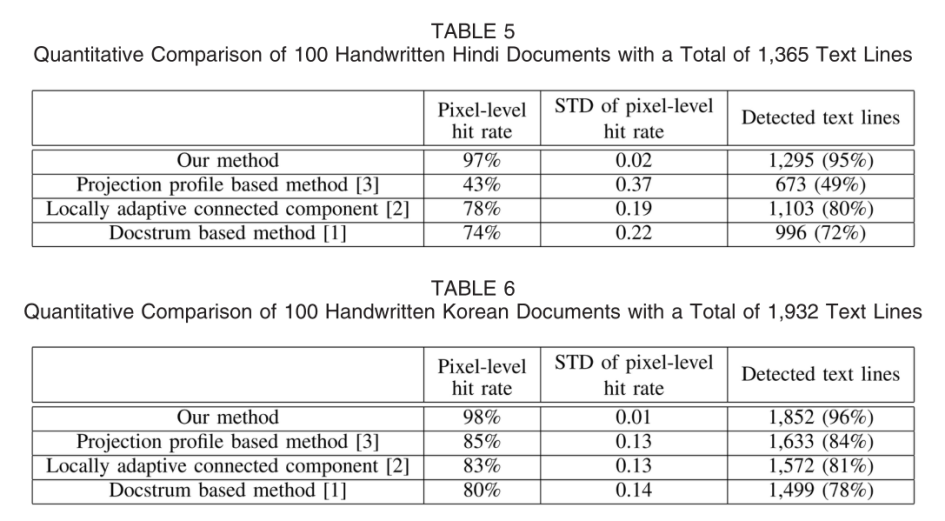 TABLE 5
Quantitative Comparison of 100 Handwritten Hindi Documents with a Total of 1,365 Text Lines
Pixel-level hit rate STD of pixel-level hit rate Detected text lines
Our method 97% 0.02 1,295 (95%)
Projection profile based method [3] 43% 0.37 673 (49%)
Locally adaptive connected component [2] 78% 0.19 1,103 (80%)
Docstrum based method [1] 74% 0.22 996 (72%)
TABLE 6
Quantitative Comparison of 100 Handwritten Korean Documents with a Total of 1,932 Text Lines
Pixel-level hit rate STD of pixel-level hit rate Detected text lines
Our method 98% 0.01 1,852 (96%)
Projection profile based method [3] 85% 0.13 1,633 (84%)
Locally adaptive connected component [2] 83% 0.13 1,572 (81%)
Docstrum based method [1] 80% 0.14 1,499 (78%)